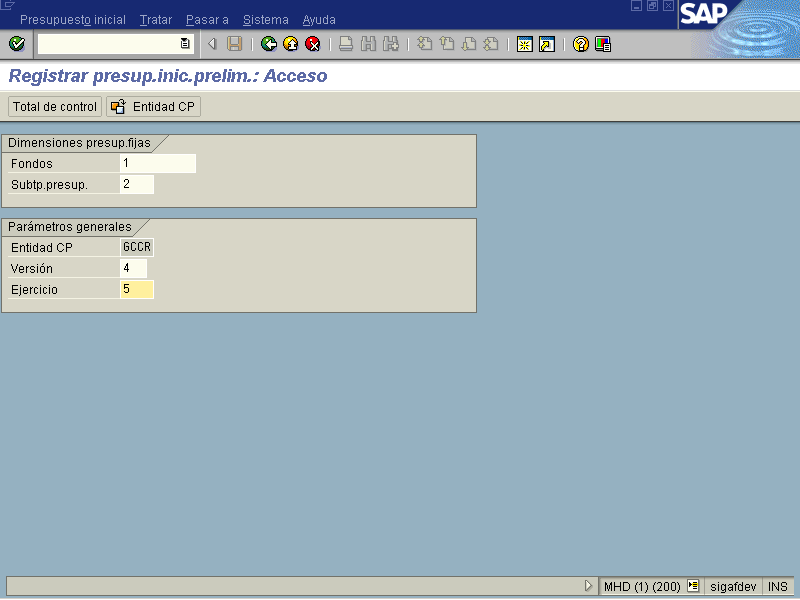 Presupuesto inicial Tratar Pasar a Sistema Ayuda
SAP
Registrar presup.inic.prelim.: Acceso
Total de control Entidad CP
Dimensiones presup.fijas
Fondos 1
Subtp.presup. 2
Parámetros generales
Entidad CP GCCR
Versión 4
Ejercicio 5
MHD (1) (200) sigafdev INS